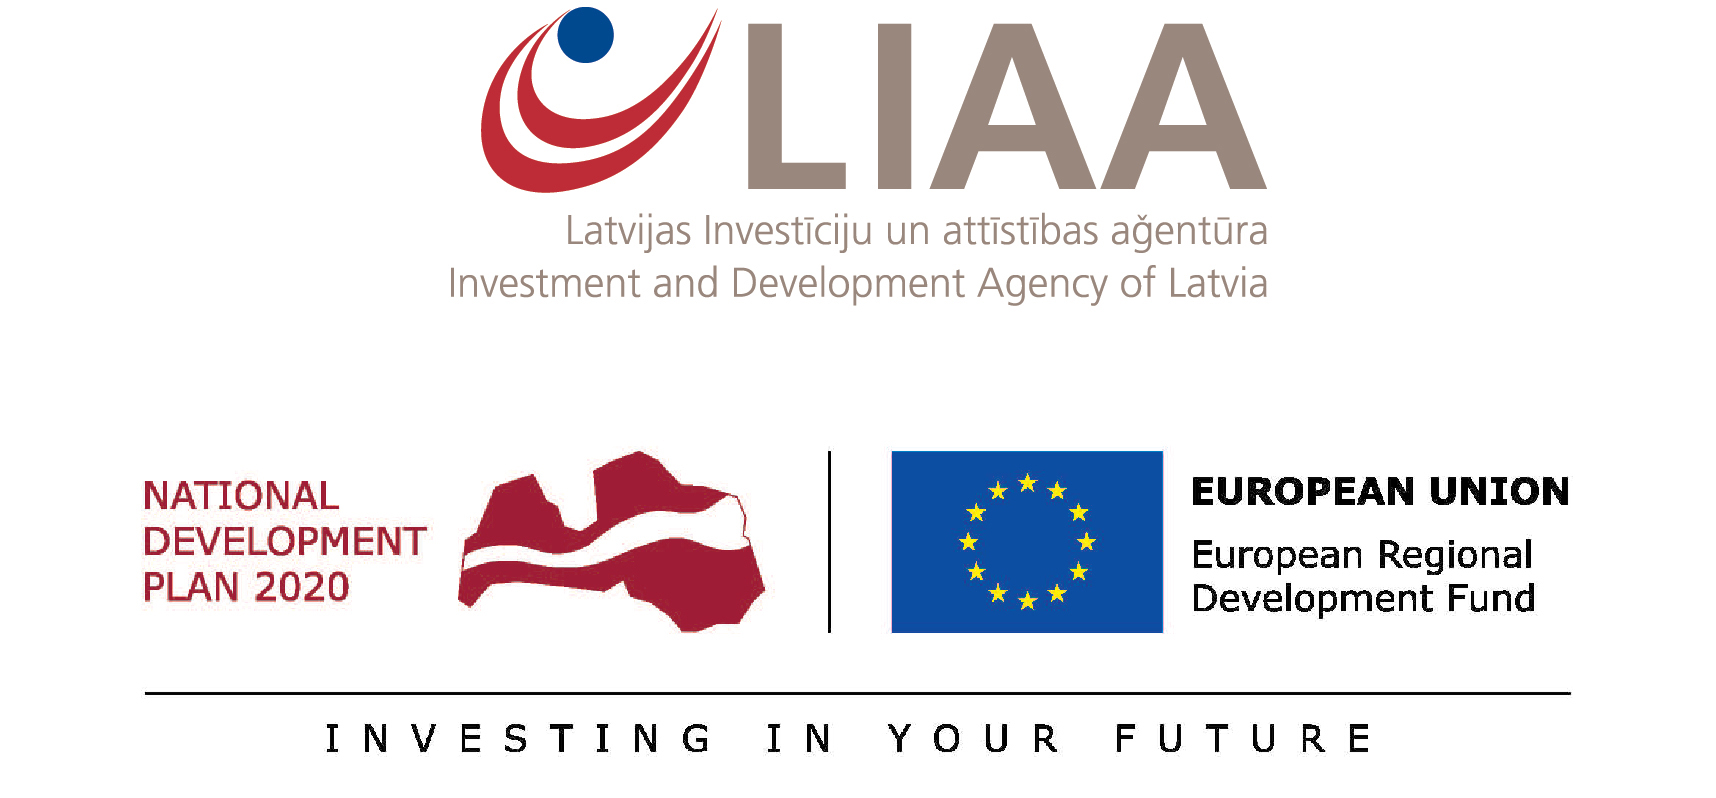 LIAA
Latvijas Investīciju un attīstības aģentūra
Investment and Development Agency of Latvia
NATIONAL
DEVELOPMENT
PLAN 2020
EUROPEAN UNION
European Regional
Development Fund
INVESTING IN YOUR FUTURE